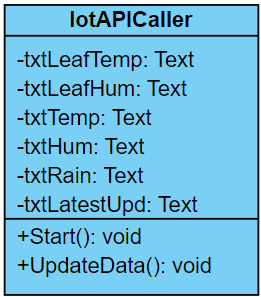 IotAPICaller
-txtLeafTemp: Text
-txtLeafHum: Text
-txtTemp: Text
-txtHum: Text
-txtRain: Text
-txtLatestUpd: Text
+Start(): void
+UpdateData(): void